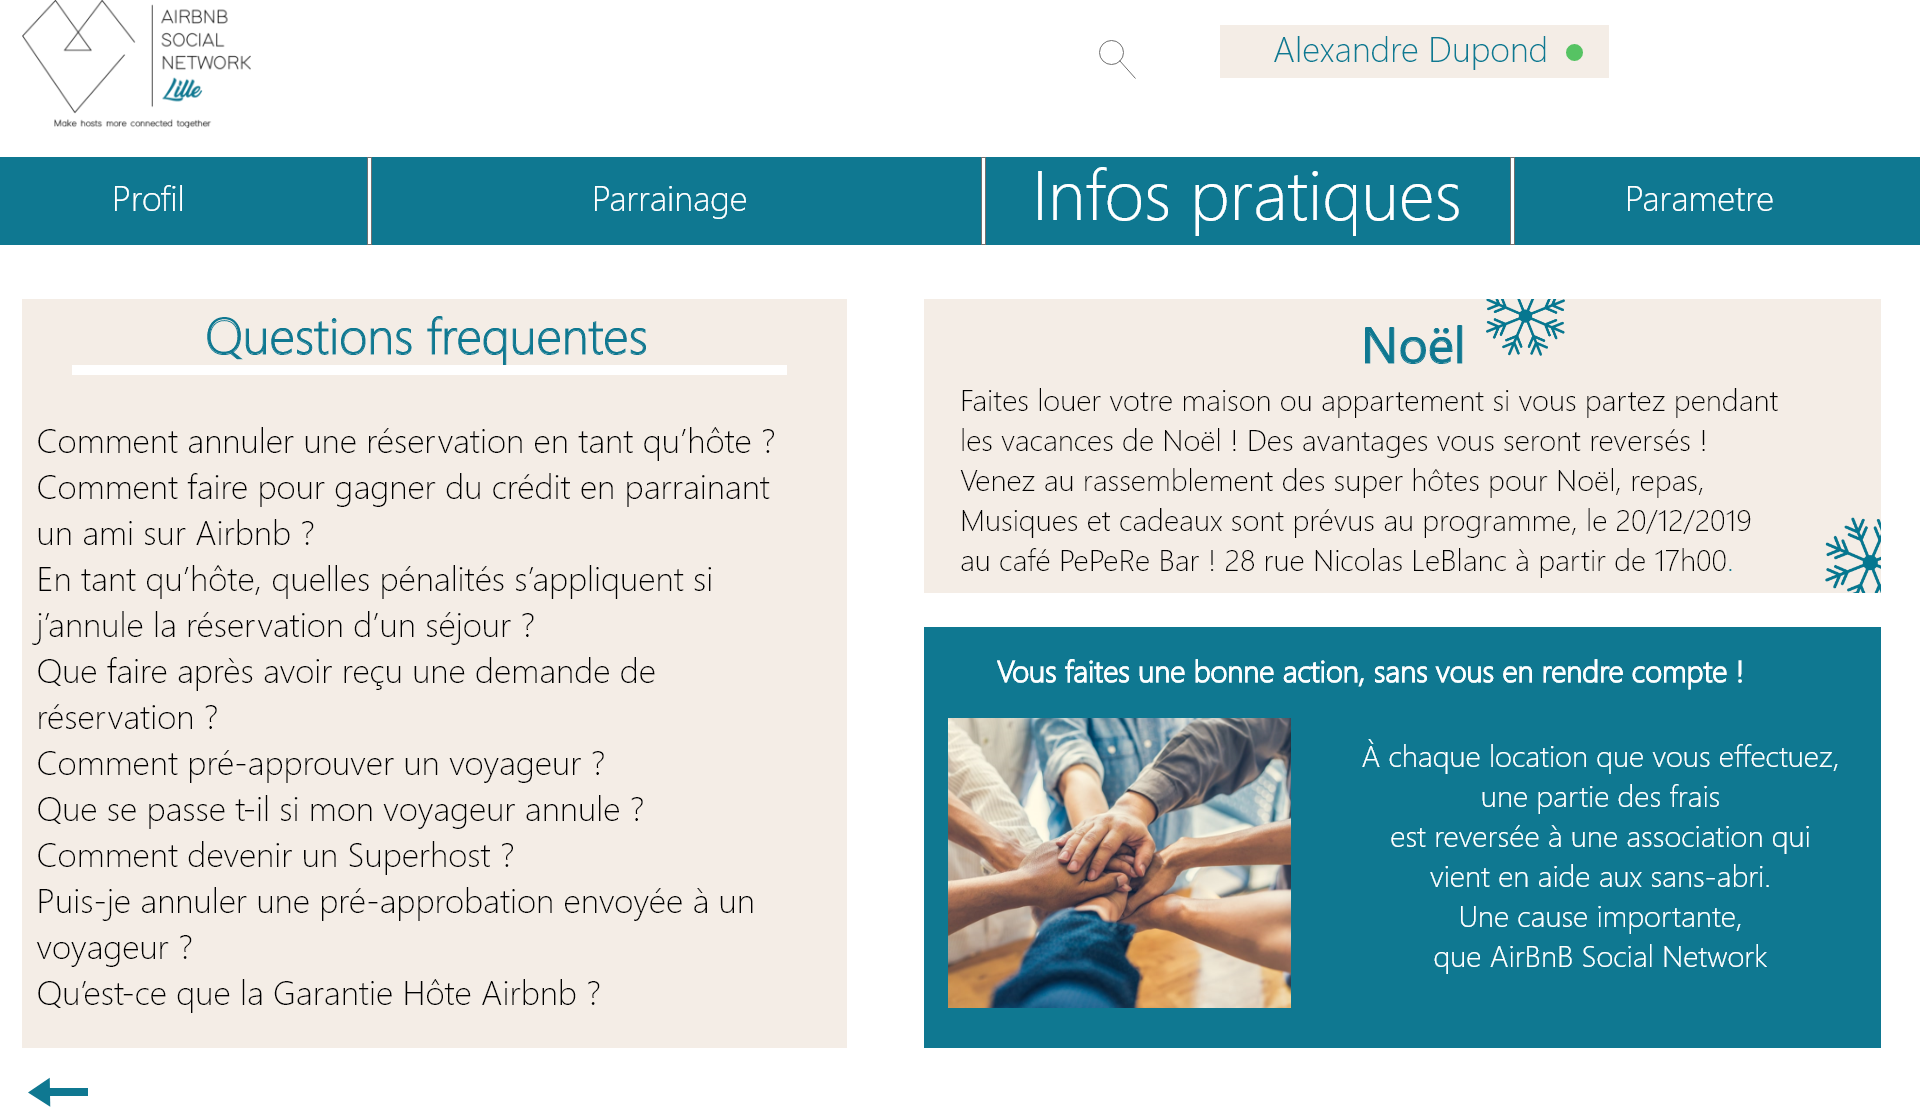 AIRBNB
SOCIAL
NETWORK
Lille
Make hosts more connected together
Alexandre Dupond
Profil
Parrainage
Infos pratiques
Parametre
Questions frequentes
Comment annuler une réservation en tant qu’hôte ?
Comment faire pour gagner du crédit en parrainant
un ami sur Airbnb ?
En tant qu’hôte, quelles pénalités s’appliquent si
j’annule la réservation d’un séjour ?
Que faire après avoir reçu une demande de
réservation ?
Comment pré-approuver un voyageur ?
Que se passe t-il si mon voyageur annule ?
Comment devenir un Superhost ?
Puis-je annuler une pré-approbation envoyée à un
voyageur ?
Qu’est-ce que la Garantie Hôte Airbnb ?
Noël
Faites louer votre maison ou appartement si vous partez pendant
les vacances de Noël ! Des avantages vous seront reversés !
Venez au rassemblement des super hôtes pour Noël, repas,
Musiques et cadeaux sont prévus au programme, le 20/12/2019
au café PePeRe Bar ! 28 rue Nicolas LeBlanc à partir de 17h00.
Vous faites une bonne action, sans vous en rendre compte !
À chaque location que vous effectuez,
une partie des frais
est reversée à une association qui
vient en aide aux sans-abri.
Une cause importante,
que AirBnB Social Network